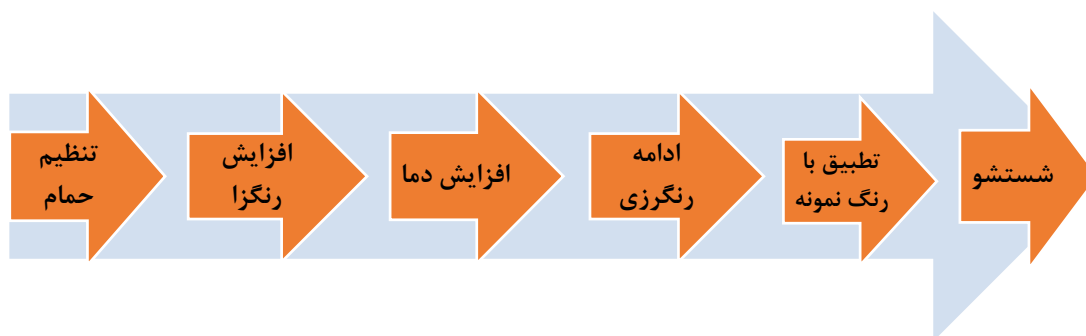 تنظیم
حمام
افزایش
رنگزا
افزایش دما
ادامه
رنگرزی
تطبیق با
رنگ نمونه
شستشو